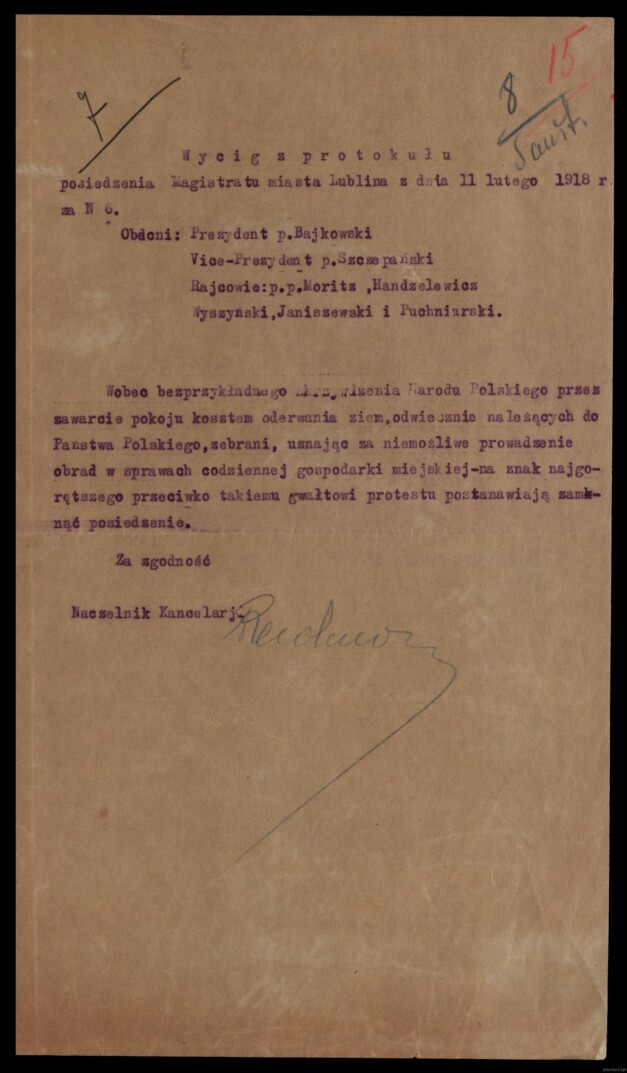 7
8
15
Wycig z protokułu
posiedzenia Magistratu miasta Lublina z dnia 11 lutego 1918 r.
za N 6.
Obdcni: Prezydent p.Bajkowski
Vice-Prezydent p.Szczepański
Rajcowie:p.p.Moritz ,Handzelewicz
Wyszyński,Janiszewski i Puchniarski.
Wobec bezprzykładnego Narodu Polskiego przez
zawarcie pokoju kosztem oderwania ziem,odwiecznie należących do
Państwa Polskiego,zebrani, uznając za niemożliwe prowadzenie
obrad w sprawach codziennej gospodarki miejskiej-na znak najgo-
rętszego przeciwko takiemu gwałtowi protestu postanawiają zamk-
nąć posiedzenie.
Za zgodność
Naczelnik Kancelarji